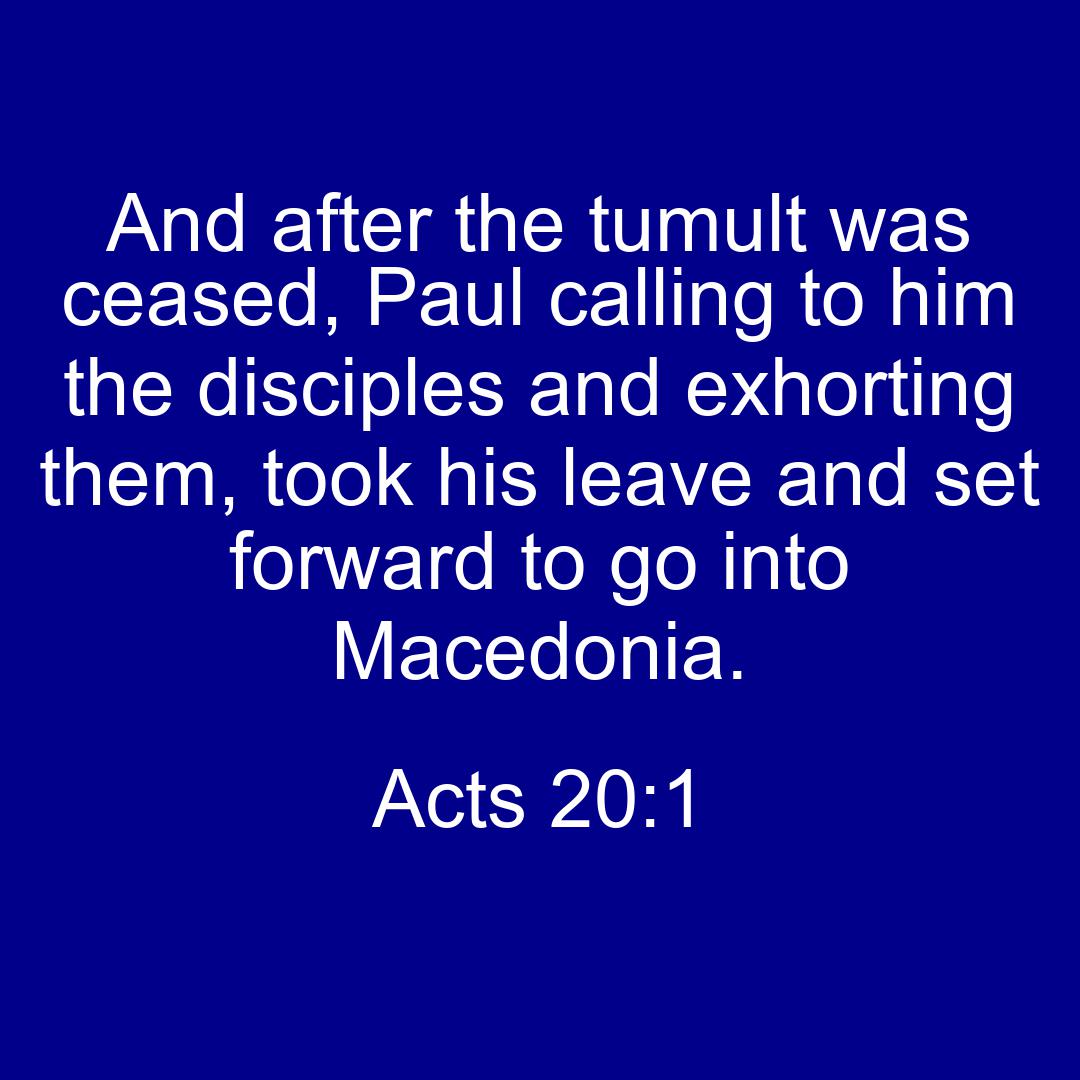 And after the tumult was
ceased, Paul calling to him
the disciples and exhorting
them, took his leave and set
forward to go into
Macedonia.
Acts 20:1